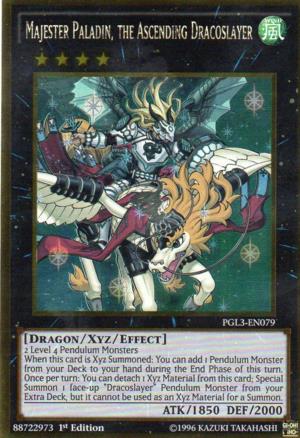 MAJESTER PALADIN, THE ASCENDING DRACOSLAYER
風
PGL3-EN079
[DRAGON/XYZ/EFFECT]
2 Level 4 Pendulum Monsters
When this card is Xyz Summoned: You can add 1 Pendulum Monster
from your Deck to your hand during the End Phase of this turn.
Once per turn: You can detach 1 Xyz Material from this card; Special
Summon 1 face-up "Dracoslayer" Pendulum Monster from your
Extra Deck, but it cannot be used as an Xyz Material for a Summon.
ATK/1850 DEF/2000
88722973 1st Edition ©1996 KAZUKI TAKAHASHI